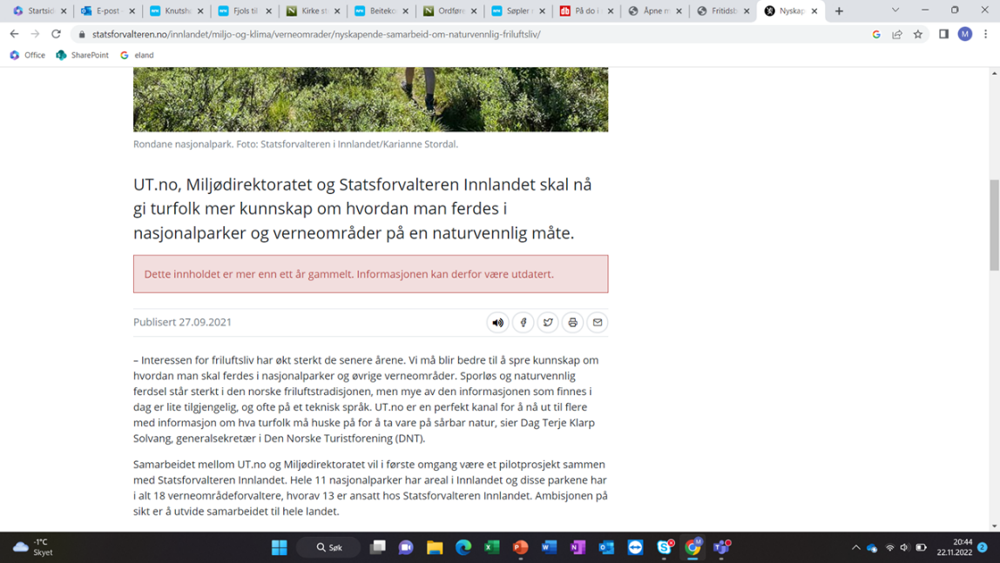 Startsid
E-post -
Knutshø
Fjols til
Kirke st
Beiteko
Ordføre
Søpler
På do i
Åpne m
Fritidsb
Nyskap
statsforvalteren.no/innlandet/miljo-og-klima/verneomrader/nyskapende-samarbeid-om-naturvennlig-friluftsliv/
M
Office
SharePoint
eland
Rondane nasjonalpark. Foto: Statsforvalteren i Innlandet/Karianne Stordal.
UT.no, Miljødirektoratet og Statsforvalteren Innlandet skal nå
gi turfolk mer kunnskap om hvordan man ferdes i
nasjonalparker og verneområder på en naturvennlig måte.
Dette innholdet er mer enn ett år gammelt. Informasjonen kan derfor være utdatert.
Publisert 27.09.2021
– Interessen for friluftsliv har økt sterkt de senere årene. Vi må blir bedre til å spre kunnskap om
hvordan man skal ferdes i nasjonalparker og øvrige verneområder. Sporløs og naturvennlig
ferdsel står sterkt i den norske friluftstradisjonen, men mye av den informasjonen som finnes i
dag er lite tilgjengelig, og ofte på et teknisk språk. UT.no er en perfekt kanal for å nå ut til flere
med informasjon om hva turfolk må huske på for å ta vare på sårbar natur, sier Dag Terje Klarp
Solvang, generalsekretær i Den Norske Turistforening (DNT).
Samarbeidet mellom UT.no og Miljødirektoratet vil i første omgang være et pilotprosjekt sammen
med Statsforvalteren Innlandet. Hele 11 nasjonalparker har areal i Innlandet og disse parkene har
i alt 18 verneområdeforvaltere, hvorav 13 er ansatt hos Statsforvalteren Innlandet. Ambisjonen på
sikt er å utvide samarbeidet til hele landet.
-1°C
Skyet
Søk
20:44
22.11.2022
2